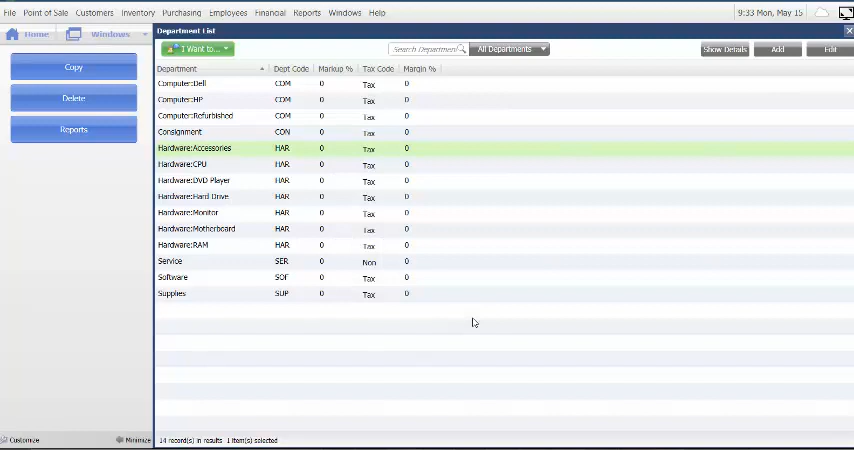 File Point of Sale Customers Inventory Purchasing Employees Financial Reports Windows Help 9:33 Mon, May 15
Home Windows
Department List
I Want to... Search Department All Departments Show Details Add Edit
Copy
Delete
Reports
Department Dept Code Markup % Tax Code Margin %
Computer:Dell COM 0 Tax 0
Computer:HP COM 0 Tax 0
Computer:Refurbished COM 0 Tax 0
Consignment CON 0 Tax 0
Hardware:Accessories HAR 0 Tax 0
Hardware:CPU HAR 0 Tax 0
Hardware:DVD Player HAR 0 Tax 0
Hardware:Hard Drive HAR 0 Tax 0
Hardware:Monitor HAR 0 Tax 0
Hardware:Motherboard HAR 0 Tax 0
Hardware:RAM HAR 0 Tax 0
Service SER 0 Non 0
Software SOF 0 Tax 0
Supplies SUP 0 Tax 0
Customize Minimize 14 record(s) in results 1 item(s) selected